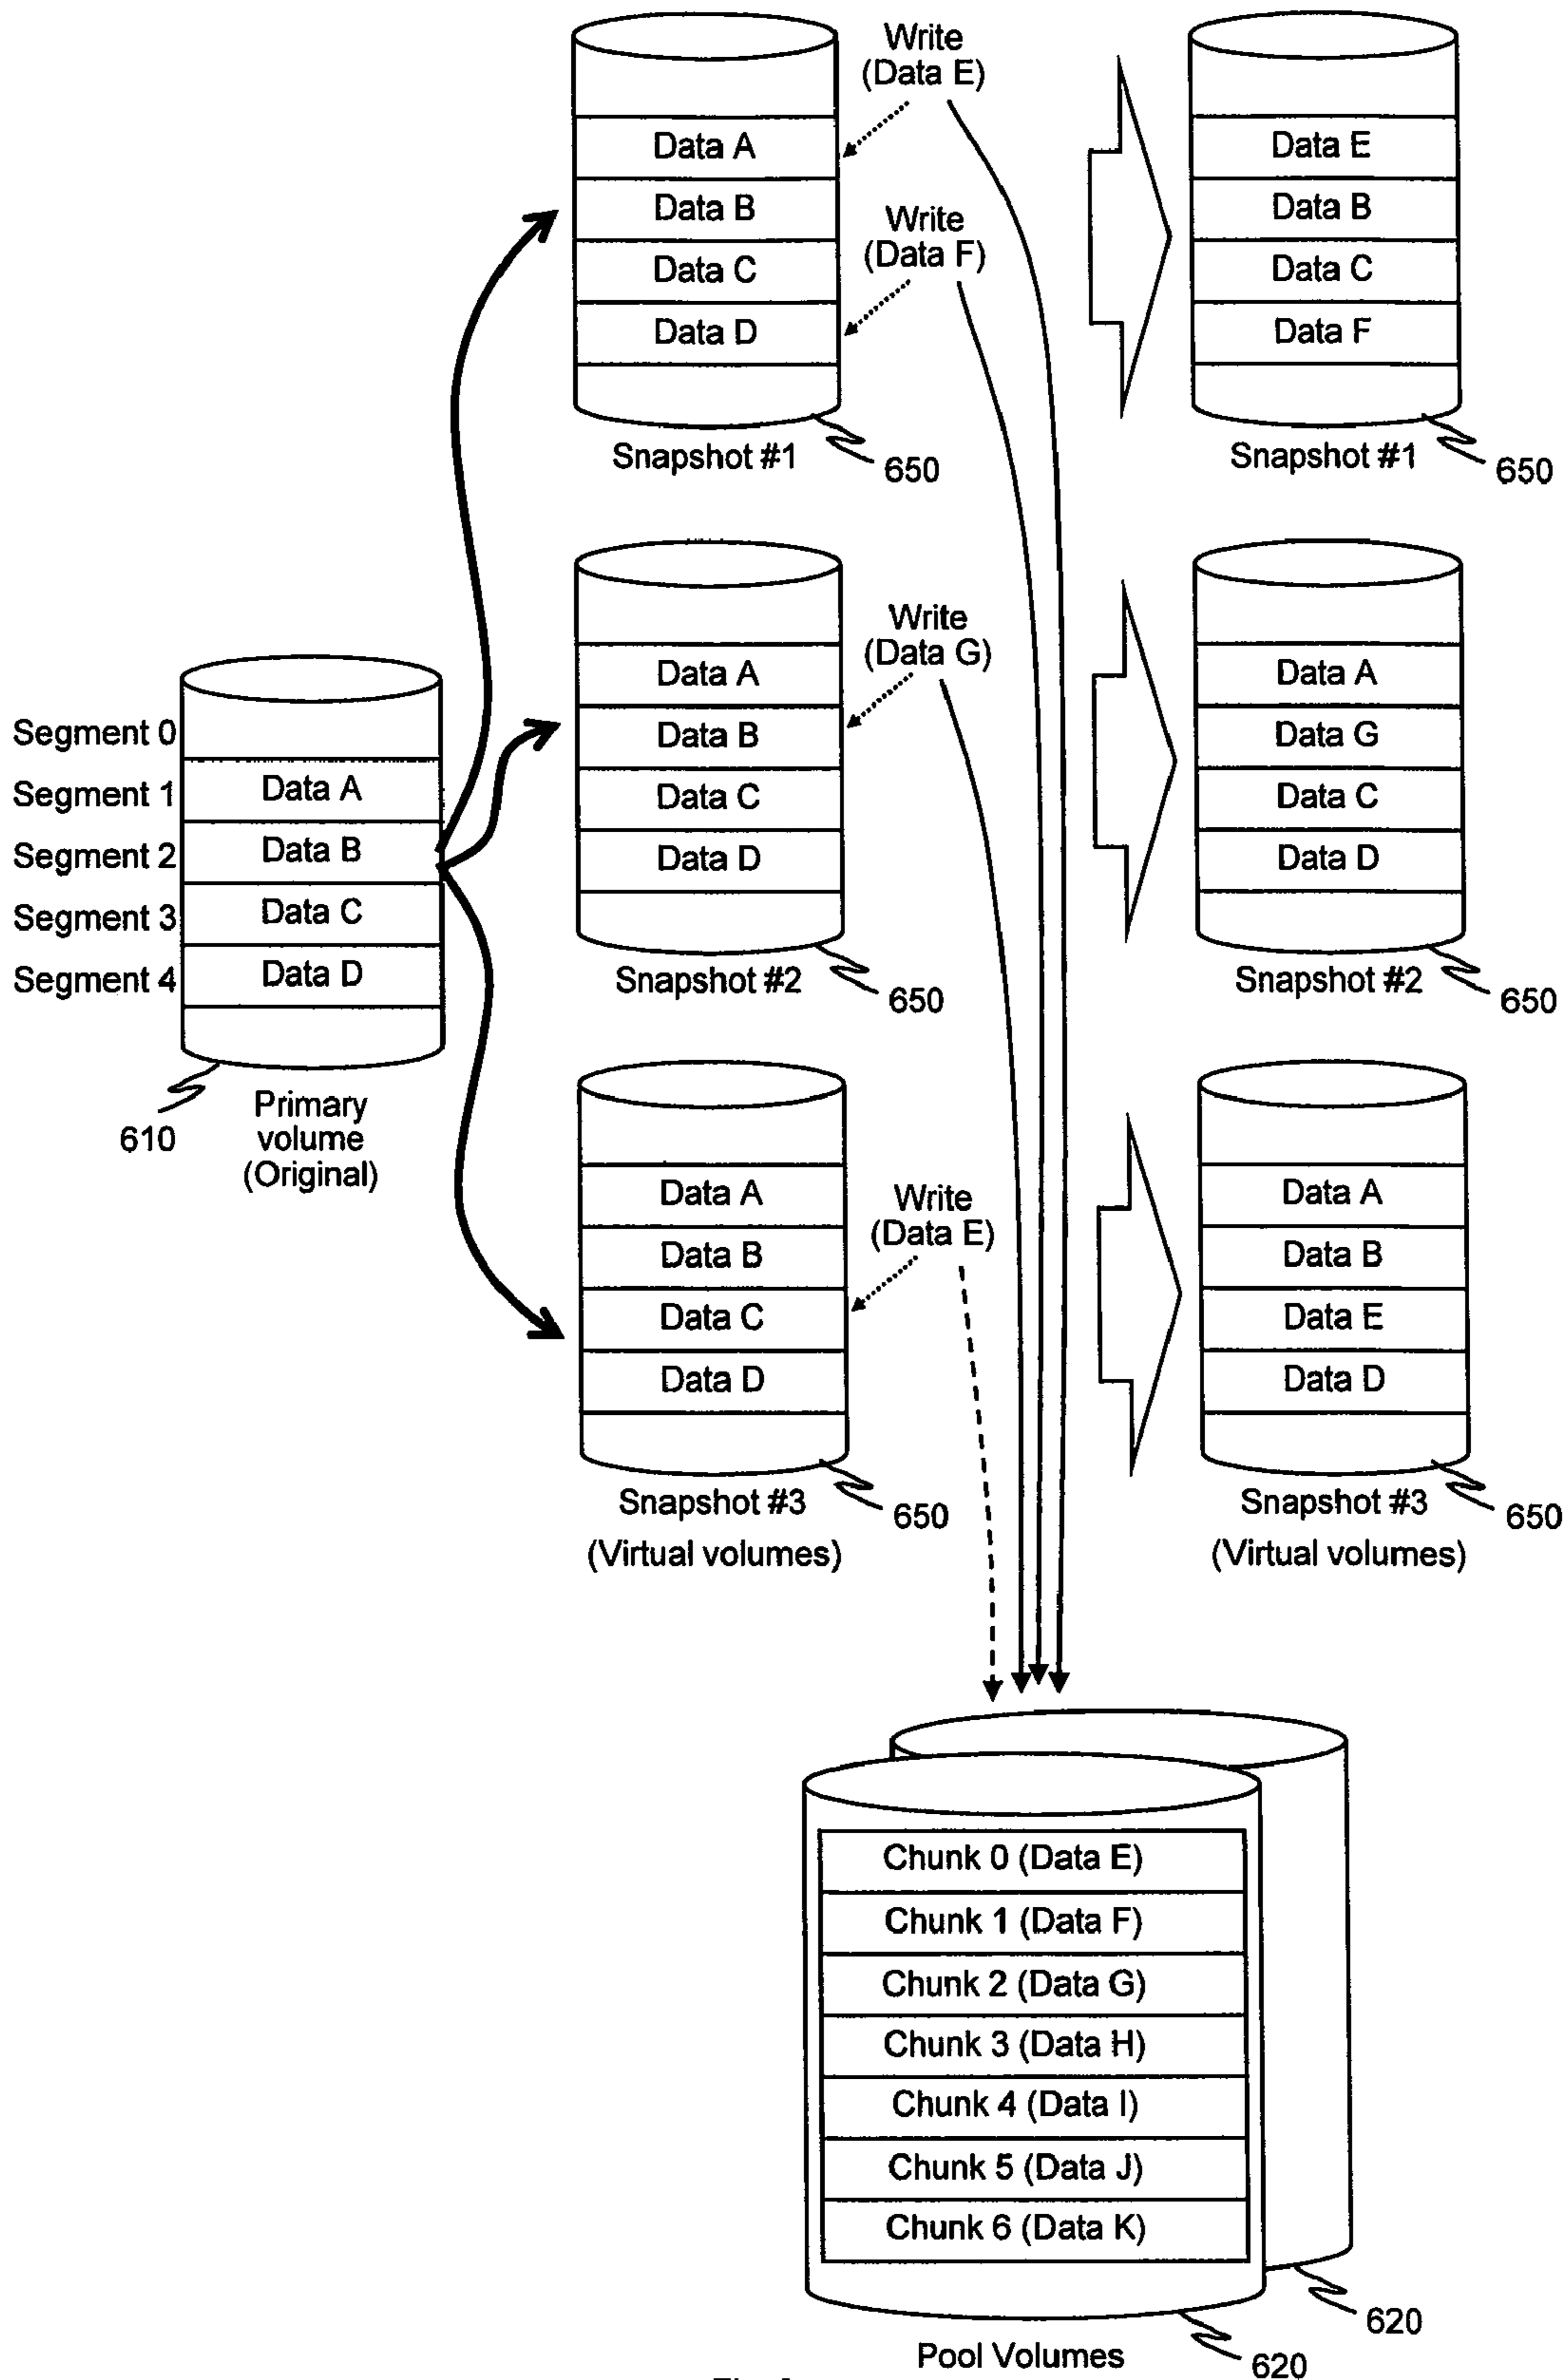 Write
(Data E)
Data A
Data B
Data C
Data D
Write
(Data F)
Snapshot #1
650
Data E
Data B
Data C
Data F
Snapshot #1
650
Segment 0
Segment 1
Segment 2
Segment 3
Segment 4
Data A
Data B
Data C
Data D
610
Primary
volume
(Original)
Data A
Data B
Data C
Data D
Write
(Data G)
Snapshot #2
650
Data A
Data G
Data C
Data D
Snapshot #2
650
Data A
Data B
Data C
Data D
Write
(Data E)
Snapshot #3
650
(Virtual volumes)
Data A
Data B
Data E
Data D
Snapshot #3
650
(Virtual volumes)
Chunk 0 (Data E)
Chunk 1 (Data F)
Chunk 2 (Data G)
Chunk 3 (Data H)
Chunk 4 (Data I)
Chunk 5 (Data J)
Chunk 6 (Data K)
620
Pool Volumes
620